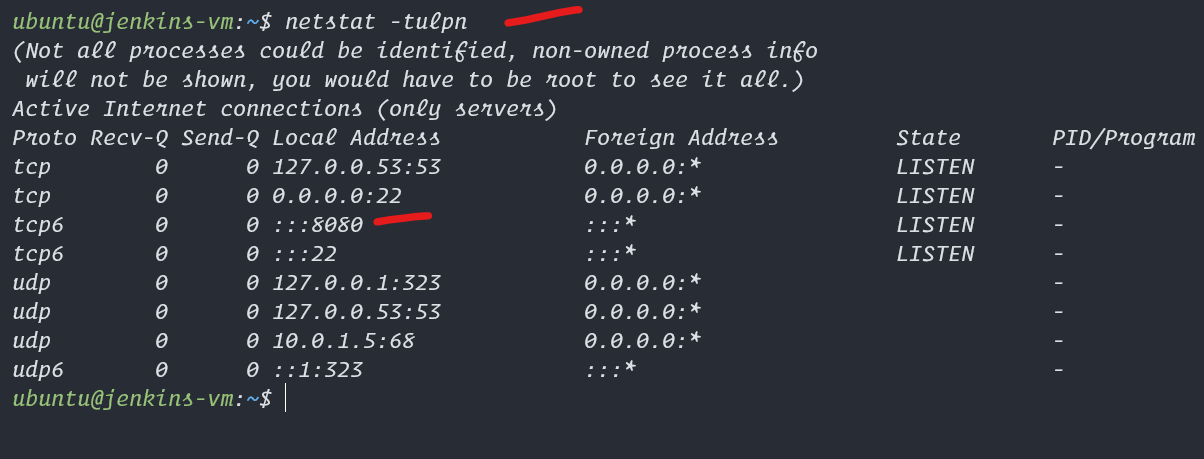 ubuntu@jenkins-vm:~$ netstat -tulpn
(Not all processes could be identified, non-owned process info
 will not be shown, you would have to be root to see it all.)
Active Internet connections (only servers)
Proto Recv-Q Send-Q Local Address           Foreign Address         State       PID/Program
tcp        0      0 127.0.0.53:53           0.0.0.0:*               LISTEN      -
tcp        0      0 0.0.0.0:22              0.0.0.0:*               LISTEN      -
tcp6       0      0 :::8080                 :::*                    LISTEN      -
tcp6       0      0 :::22                   :::*                    LISTEN      -
udp        0      0 127.0.0.1:323           0.0.0.0:*                           -
udp        0      0 127.0.0.53:53           0.0.0.0:*                           -
udp        0      0 10.0.1.5:68             0.0.0.0:*                           -
udp6       0      0 ::1:323                 :::*                                -
ubuntu@jenkins-vm:~$